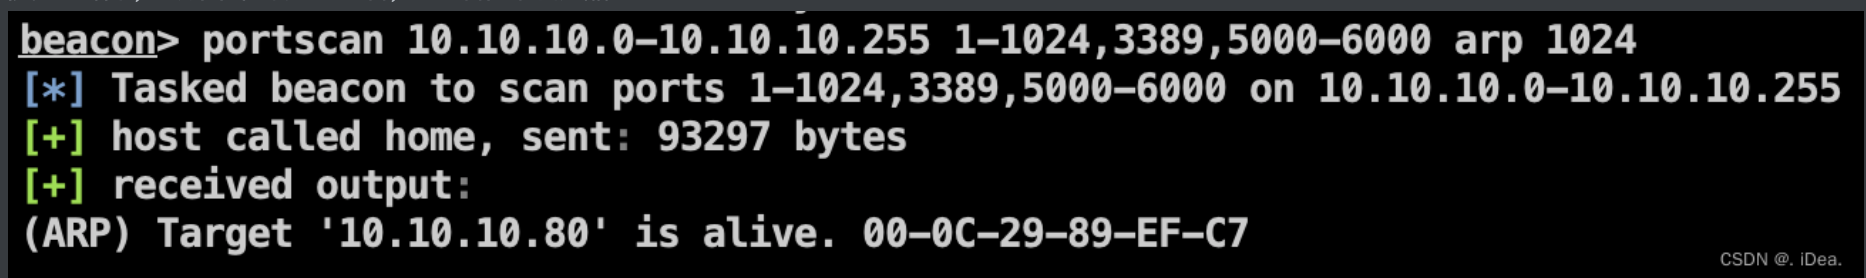 beacon> portscan 10.10.10.0-10.10.10.255 1-1024,3389,5000-6000 arp 1024
[*] Tasked beacon to scan ports 1-1024,3389,5000-6000 on 10.10.10.0-10.10.10.255
[+] host called home, sent: 93297 bytes
[+] received output:
(ARP) Target '10.10.10.80' is alive. 00-0C-29-89-EF-C7
CSDN @. iDea.